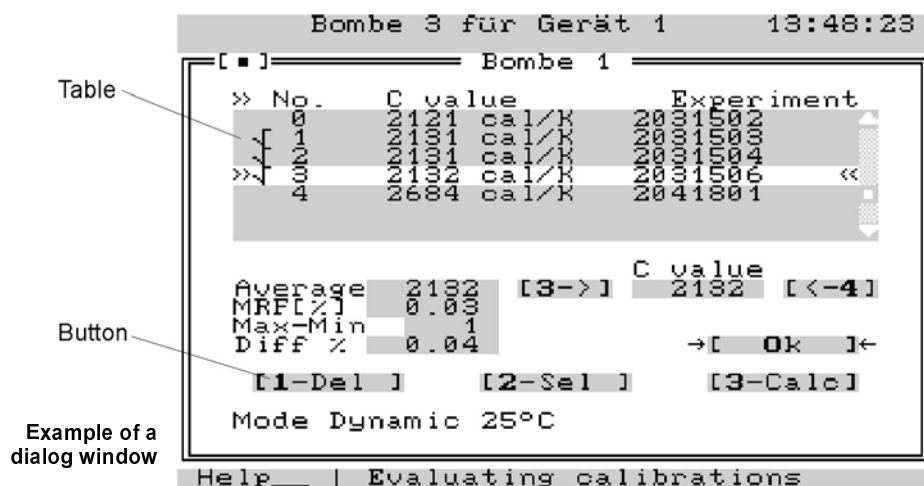 Bombe 3 für Gerät 1 13:48:23
[▪] Bombe 1
Table
» No. C value Experiment
0 2121 cal/K 2031502
√ 1 2131 cal/K 2031503
√ 2 2131 cal/K 2031504
»√ 3 2132 cal/K 2031506 «
4 2684 cal/K 2041801
C value
Average 2132 [3->] 2132 [<-4]
MRF[%] 0.03
Max-Min 1
Button
Diff % 0.04 →[ Ok ]←
[1-Del ] [2-Sel ] [3-Calc]
Mode Dynamic 25°C
Example of a
dialog window
Help__ | Evaluating calibrations